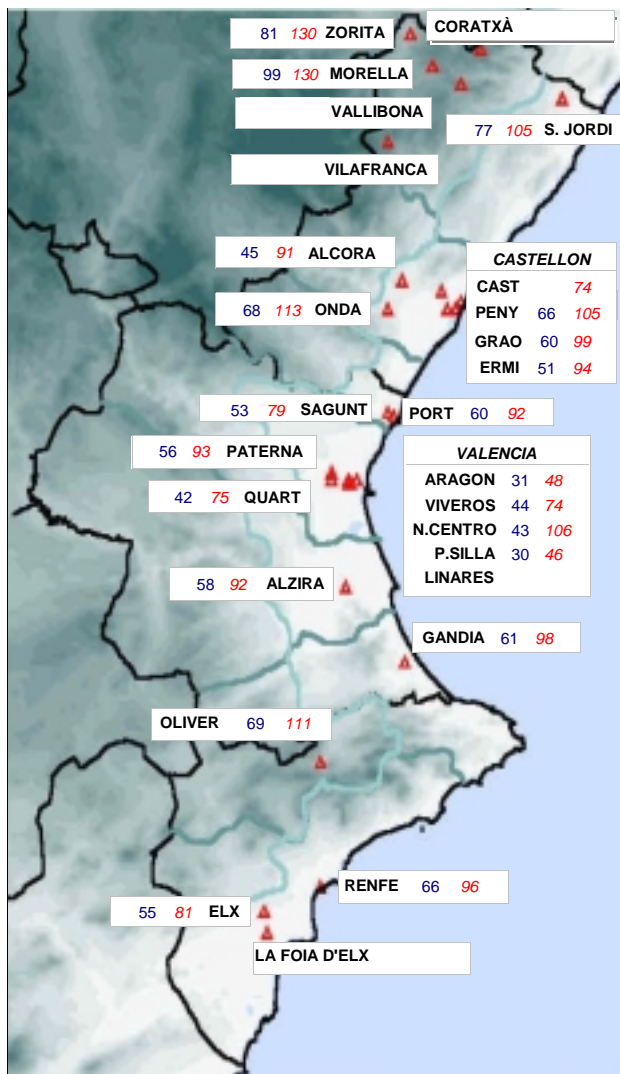 81 130 ZORITA
CORATXÀ
99 130 MORELLA
VALLIBONA
77 105 S. JORDI
VILAFRANCA
45 91 ALCORA
68 113 ONDA
CASTELLON
CAST 74
PENY 66 105
GRAO 60 99
ERMI 51 94
53 79 SAGUNT
PORT 60 92
56 93 PATERNA
42 75 QUART
VALENCIA
ARAGON 31 48
VIVEROS 44 74
N.CENTRO 43 106
P.SILLA 30 46
LINARES
58 92 ALZIRA
GANDIA 61 98
OLIVER 69 111
RENFE 66 96
55 81 ELX
LA FOIA D'ELX